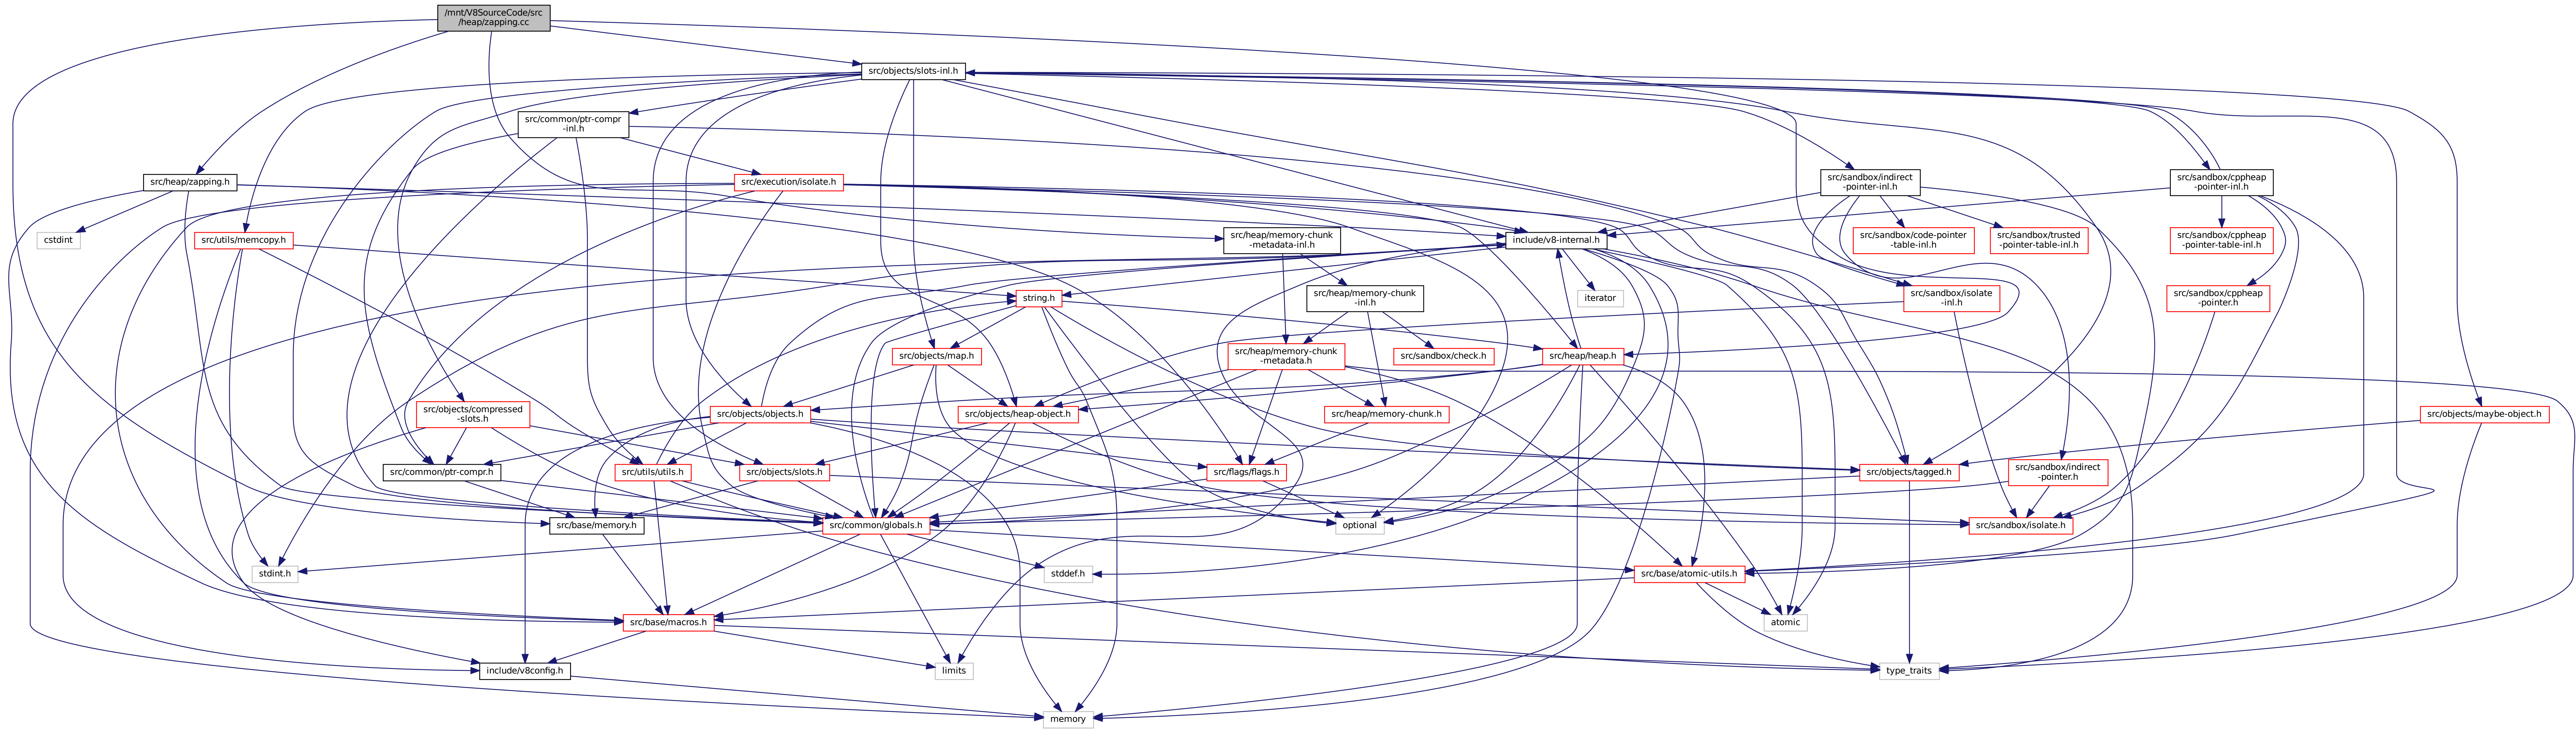 /mnt/V8SourceCode/src
/heap/zapping.cc
src/objects/slots-inl.h
src/common/ptr-compr
-inl.h
src/heap/zapping.h
src/execution/isolate.h
src/sandbox/indirect
-pointer-inl.h
src/sandbox/cppheap
-pointer-inl.h
cstdint
src/utils/memcopy.h
src/heap/memory-chunk
-metadata-inl.h
include/v8-internal.h
src/sandbox/code-pointer
-table-inl.h
src/sandbox/trusted
-pointer-table-inl.h
src/sandbox/cppheap
-pointer-table-inl.h
string.h
src/heap/memory-chunk
-inl.h
iterator
src/sandbox/isolate
-inl.h
src/sandbox/cppheap
-pointer.h
src/objects/map.h
src/heap/memory-chunk
-metadata.h
src/sandbox/check.h
src/heap/heap.h
src/objects/compressed
-slots.h
src/objects/objects.h
src/objects/heap-object.h
src/heap/memory-chunk.h
src/objects/maybe-object.h
src/common/ptr-compr.h
src/utils/utils.h
src/objects/slots.h
src/flags/flags.h
src/objects/tagged.h
src/sandbox/indirect
-pointer.h
src/base/memory.h
src/common/globals.h
optional
src/sandbox/isolate.h
stdint.h
stddef.h
src/base/atomic-utils.h
src/base/macros.h
atomic
include/v8config.h
limits
type_traits
memory